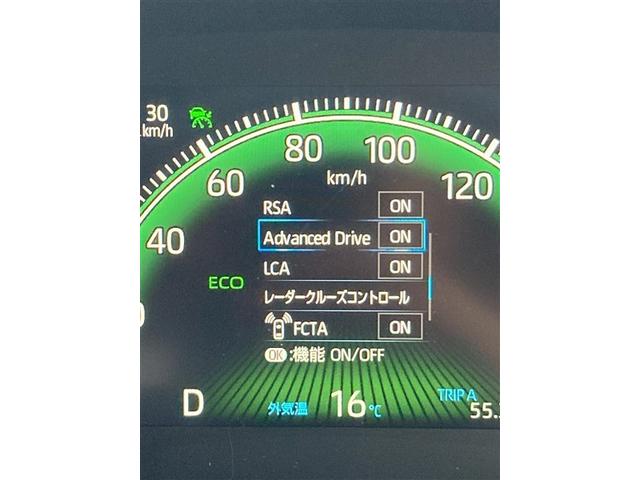 30
km/h
80
100
60
km/h
120
RSA ON
Advanced Drive ON
40
LCA ON
ECO
レーダークルーズコントロール
FCTA ON
OK:機能 ON/OFF
D
外気温 16℃
TRIP A
55.